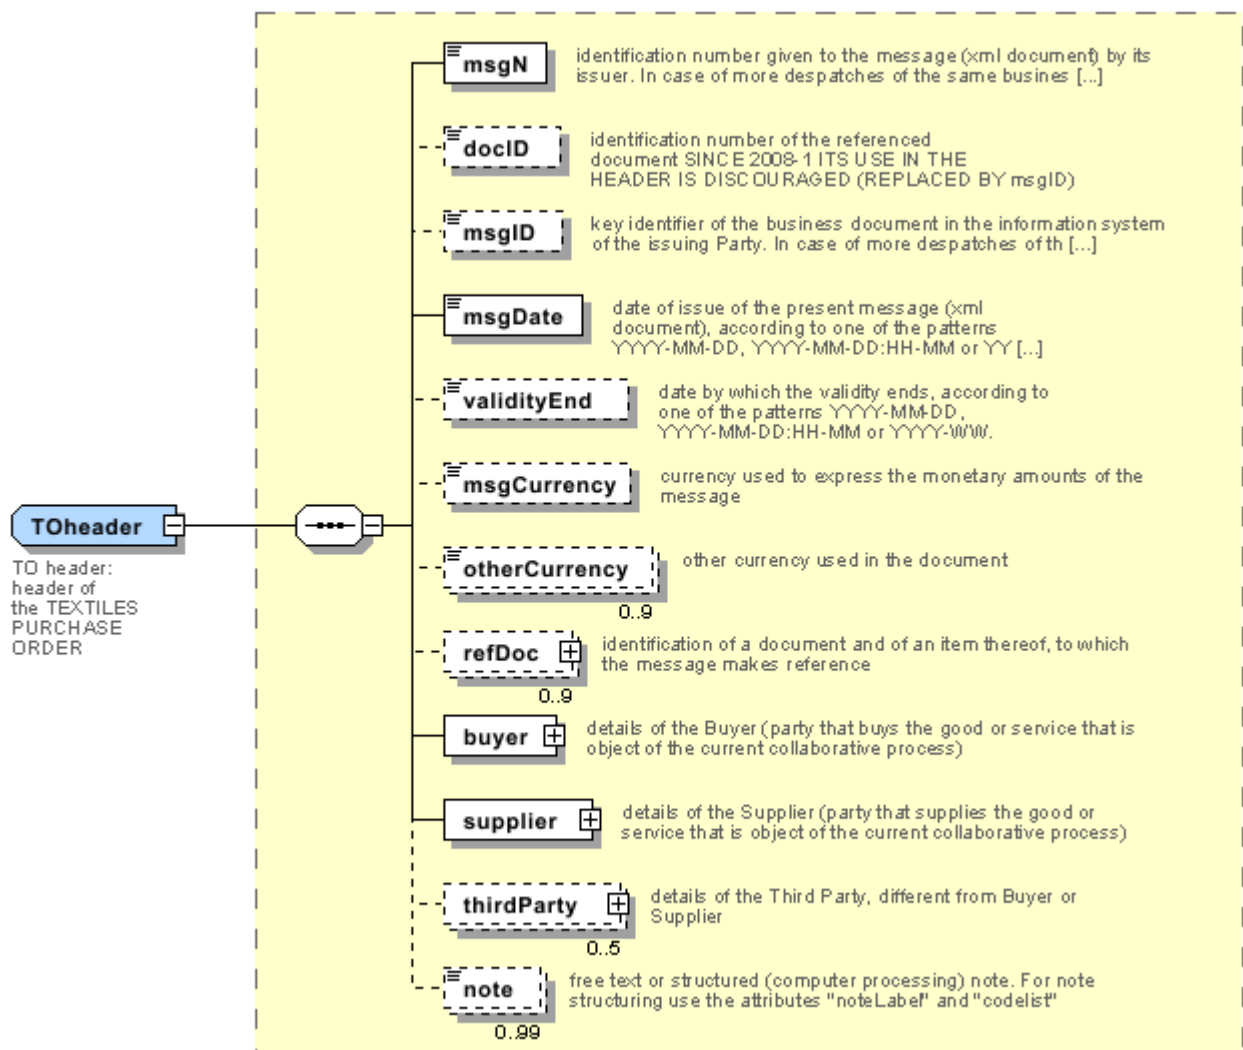 msgN
identification number given to the message (xml document) by its
issuer. In case of more despatches of the same busines [...]
docID
identification number of the referenced
document SINCE 2008-1 ITS USE IN THE
HEADER IS DISCOURAGED (REPLACED BY msgID)
msgID
key identifier of the business document in the information system
of the issuing Party. In case of more despatches of th [...]
msgDate
date of issue of the present message (xml
document), according to one of the patterns
YYYY-MM-DD, YYYY-MM-DD:HH-MM or YY [...]
validityEnd
date by which the validity ends, according to
one of the patterns YYYY-MM-DD,
YYYY-MM-DD:HH-MM or YYYY-WW.
msgCurrency
currency used to express the monetary amounts of the
message
TOheader
TO header:
header of
the TEXTILES
PURCHASE
ORDER
otherCurrency
other currency used in the document
0..9
refDoc
identification of a document and of an item thereof, to which
the message makes reference
0..9
buyer
details of the Buyer (party that buys the good or service that is
object of the current collaborative process)
supplier
details of the Supplier (party that supplies the good or
service that is object of the current collaborative process)
thirdParty
details of the Third Party, different from Buyer or
Supplier
0..5
note
free text or structured (computer processing) note. For note
structuring use the attributes "noteLabel" and "codelist"
0..99